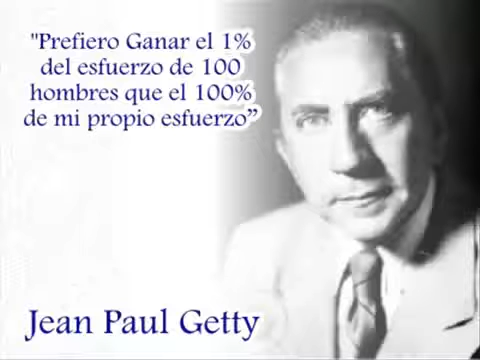 "Prefiero Ganar el 1%
del esfuerzo de 100
hombres que el 100%
de mi propio esfuerzo”
Jean Paul Getty